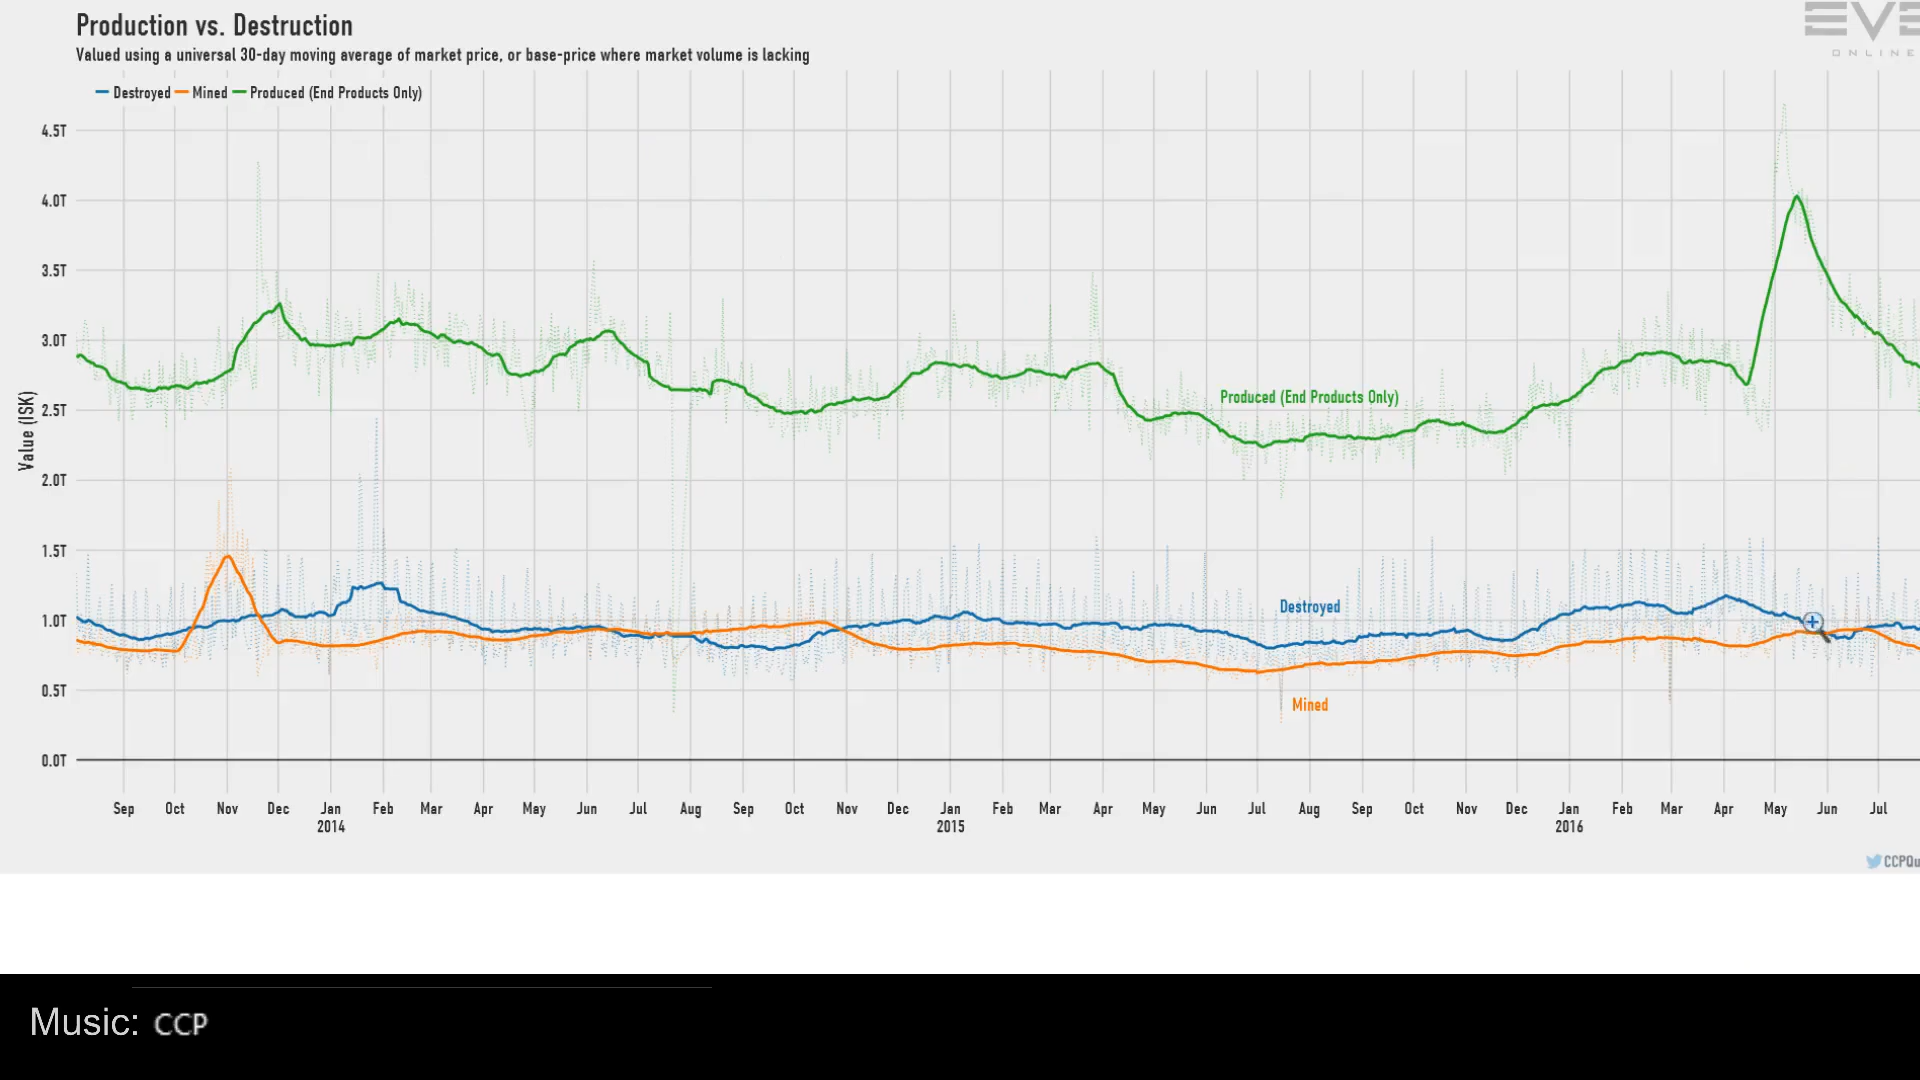 Production vs. Destruction
Valued using a universal 30-day moving average of market price, or base-price where market volume is lacking
EVE
ONLINE
Destroyed Mined Produced (End Products Only)
4.5T
4.0T
3.5T
3.0T
2.5T
2.0T
1.5T
1.0T
0.5T
0.0T
Value (ISK)
Produced (End Products Only)
Destroyed
Mined
Sep Oct Nov Dec Jan Feb Mar Apr May Jun Jul Aug Sep Oct Nov Dec Jan Feb Mar Apr May Jun Jul Aug Sep Oct Nov Dec Jan Feb Mar Apr May Jun Jul
2014 2015 2016
CCPQu
Music: CCP